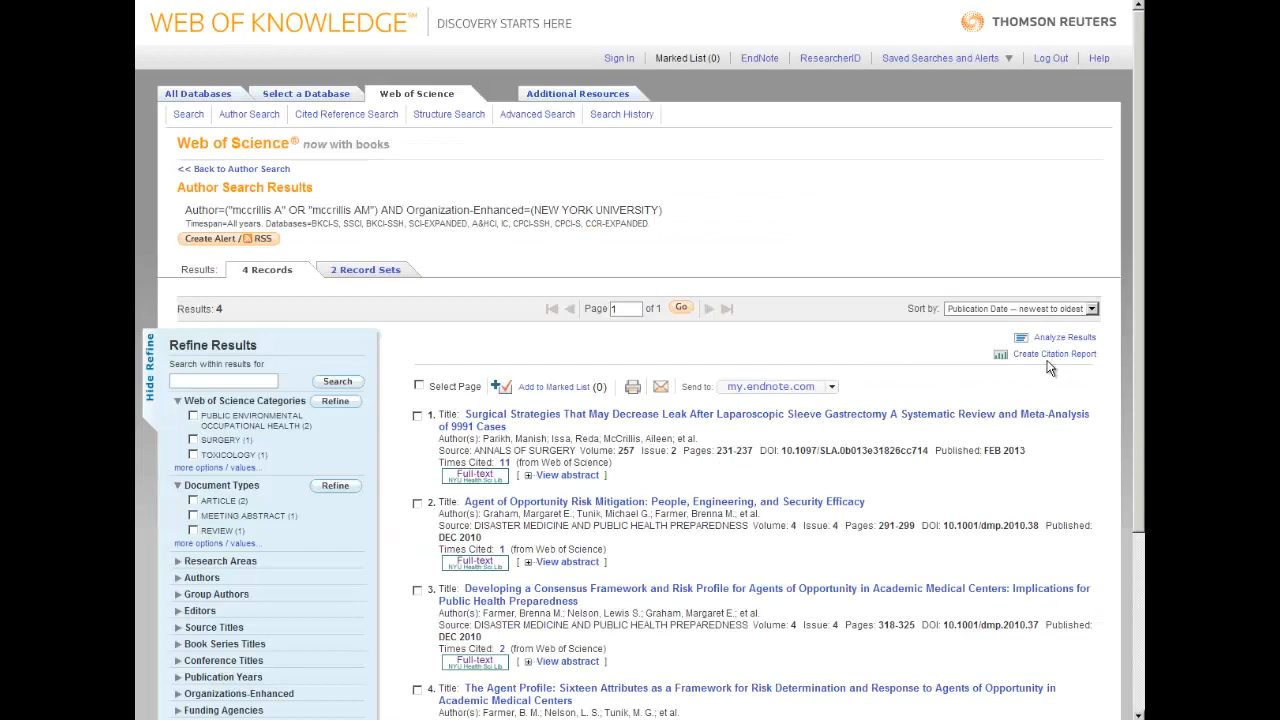 WEB OF KNOWLEDGE℠ DISCOVERY STARTS HERE THOMSON REUTERS
Sign In Marked List (0) EndNote ResearcherID Saved Searches and Alerts Log Out Help
All Databases Select a Database Web of Science Additional Resources
Search Author Search Cited Reference Search Structure Search Advanced Search Search History
Web of Science® now with books
<< Back to Author Search
Author Search Results
Author=("mccrillis A" OR "mccrillis AM") AND Organization-Enhanced=(NEW YORK UNIVERSITY)
Timespan=All years. Databases=BKCI-S, SSCI, BKCI-SSH, SCI-EXPANDED, A&HCI, IC, CPCI-SSH, CPCI-S, CCR-EXPANDED.
Create Alert / RSS
Results: 4 Records 2 Record Sets
Results: 4 Page 1 of 1 Go Sort by: Publication Date -- newest to oldest
Hide Refine
Refine Results
Search within results for
Search
Web of Science Categories Refine
PUBLIC ENVIRONMENTAL
OCCUPATIONAL HEALTH (2)
SURGERY (1)
TOXICOLOGY (1)
more options / values...
Document Types Refine
ARTICLE (2)
MEETING ABSTRACT (1)
REVIEW (1)
more options / values...
Research Areas
Authors
Group Authors
Editors
Source Titles
Book Series Titles
Conference Titles
Publication Years
Organizations-Enhanced
Funding Agencies
Analyze Results
Create Citation Report
Select Page Add to Marked List (0) Send to: my.endnote.com
1. Title: Surgical Strategies That May Decrease Leak After Laparoscopic Sleeve Gastrectomy A Systematic Review and Meta-Analysis
of 9991 Cases
Author(s): Parikh, Manish; Issa, Reda; McCrillis, Aileen; et al.
Source: ANNALS OF SURGERY Volume: 257 Issue: 2 Pages: 231-237 DOI: 10.1097/SLA.0b013e31826cc714 Published: FEB 2013
Times Cited: 11 (from Web of Science)
Full-text NYU Health Sci Lib [ View abstract ]
2. Title: Agent of Opportunity Risk Mitigation: People, Engineering, and Security Efficacy
Author(s): Graham, Margaret E.; Tunik, Michael G.; Farmer, Brenna M.; et al.
Source: DISASTER MEDICINE AND PUBLIC HEALTH PREPAREDNESS Volume: 4 Issue: 4 Pages: 291-299 DOI: 10.1001/dmp.2010.38 Published:
DEC 2010
Times Cited: 1 (from Web of Science)
Full-text NYU Health Sci Lib [ View abstract ]
3. Title: Developing a Consensus Framework and Risk Profile for Agents of Opportunity in Academic Medical Centers: Implications for
Public Health Preparedness
Author(s): Farmer, Brenna M.; Nelson, Lewis S.; Graham, Margaret E.; et al.
Source: DISASTER MEDICINE AND PUBLIC HEALTH PREPAREDNESS Volume: 4 Issue: 4 Pages: 318-325 DOI: 10.1001/dmp.2010.37 Published:
DEC 2010
Times Cited: 2 (from Web of Science)
Full-text NYU Health Sci Lib [ View abstract ]
4. Title: The Agent Profile: Sixteen Attributes as a Framework for Risk Determination and Response to Agents of Opportunity in
Academic Medical Centers
Author(s): Farmer, B. M.; Nelson, L. S.; Tunik, M. G.; et al.